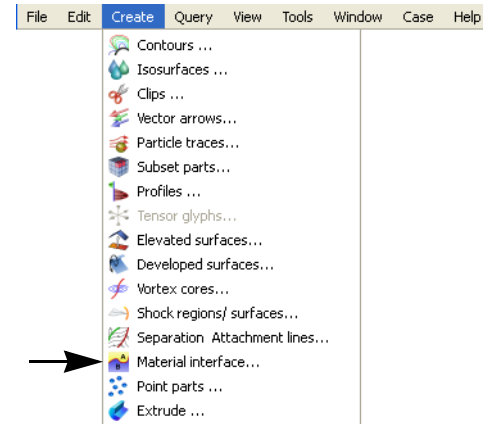 File Edit Create Query View Tools Window Case Help
Contours ...
Isosurfaces ...
Clips ...
Vector arrows...
Particle traces...
Subset parts...
Profiles ...
Tensor glyphs...
Elevated surfaces...
Developed surfaces...
Vortex cores...
Shock regions/ surfaces...
Separation Attachment lines...
A
B
Material interface...
Point parts ...
Extrude ...